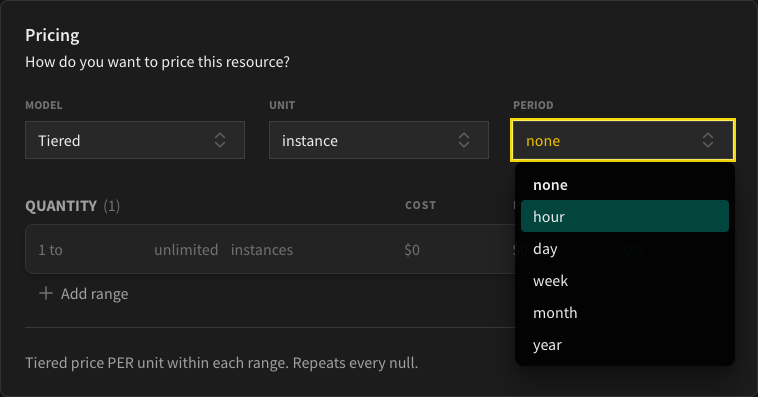 Pricing
How do you want to price this resource?
MODEL UNIT PERIOD
Tiered instance none
none
QUANTITY (1) COST
hour
1 to unlimited instances $0
day
week
+ Add range
month
year
Tiered price PER unit within each range. Repeats every null.